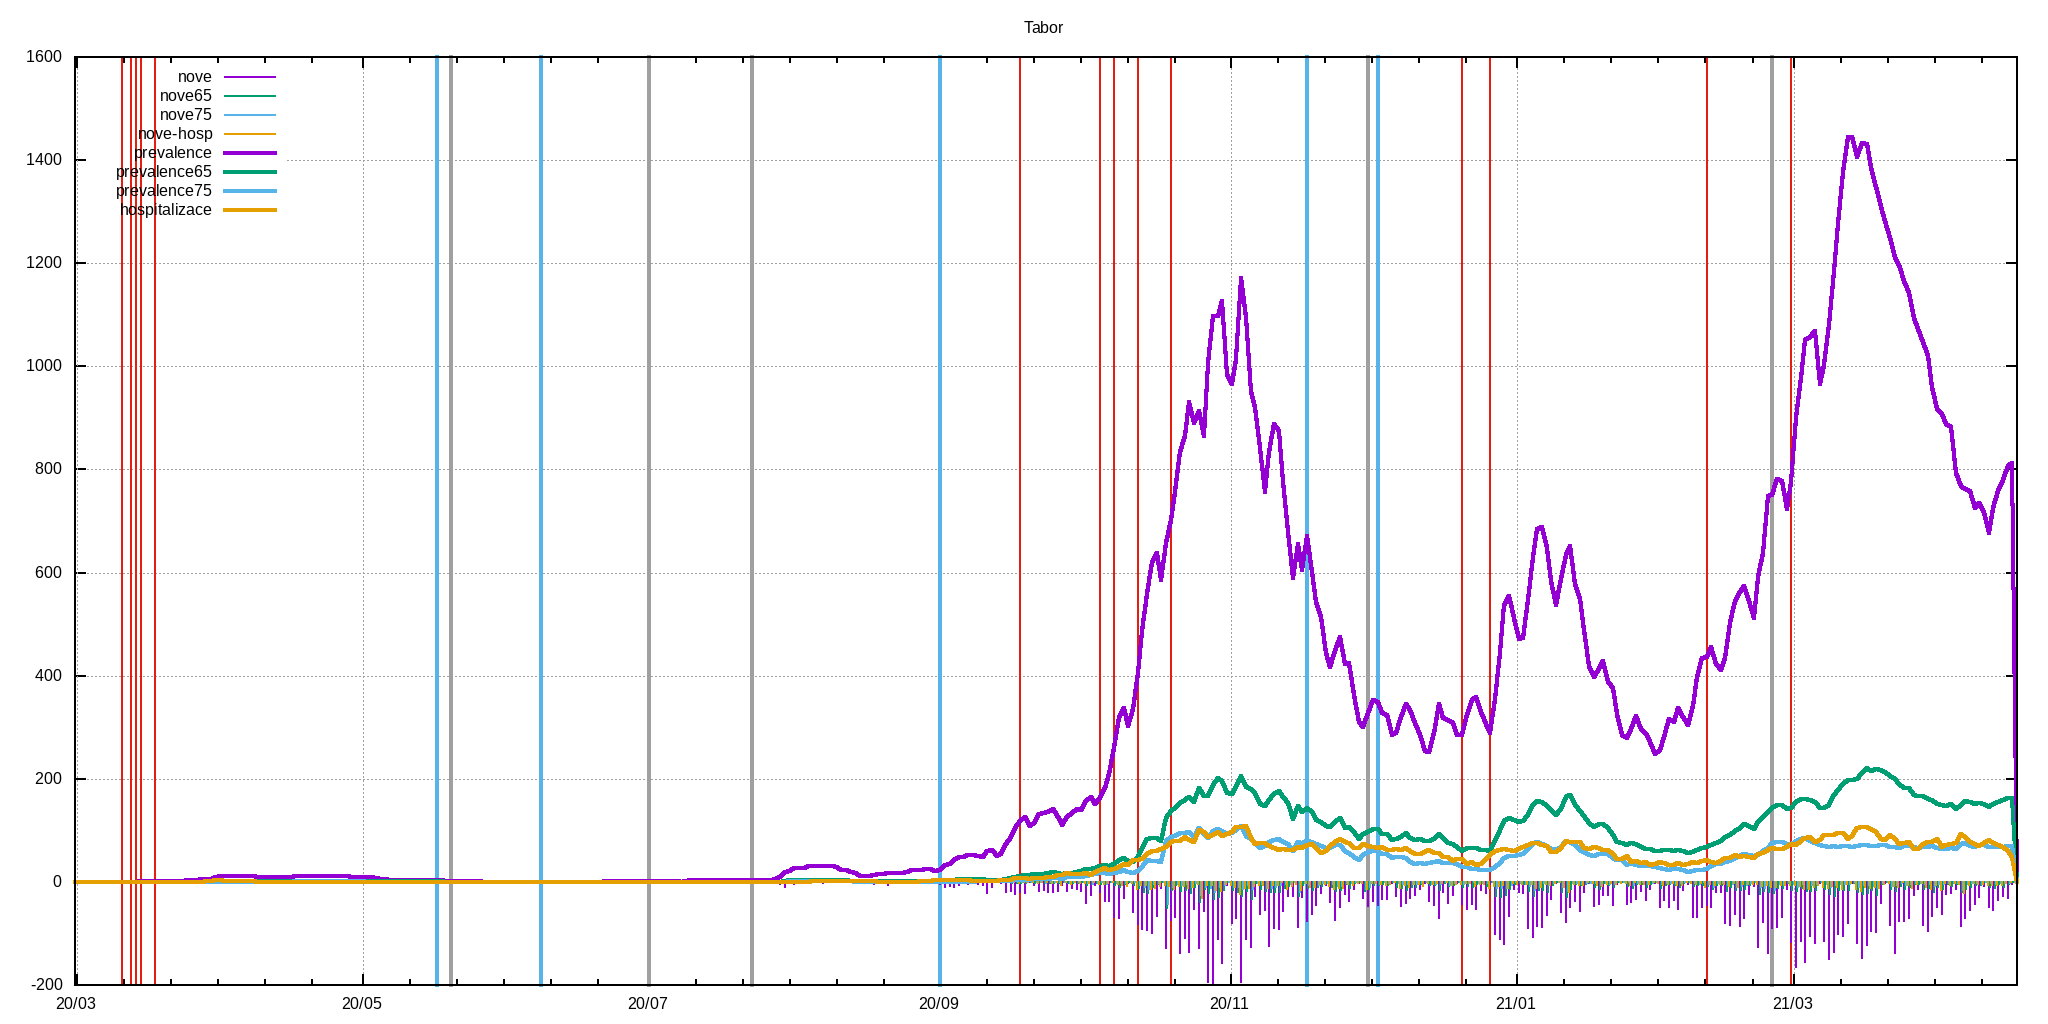 Tabor
1600
1400
1200
1000
800
600
400
200
0
-200
nove
nove65
nove75
nove-hosp
prevalence
prevalence65
prevalence75
hospitalizace
20/03 20/05 20/07 20/09 20/11 21/01 21/03